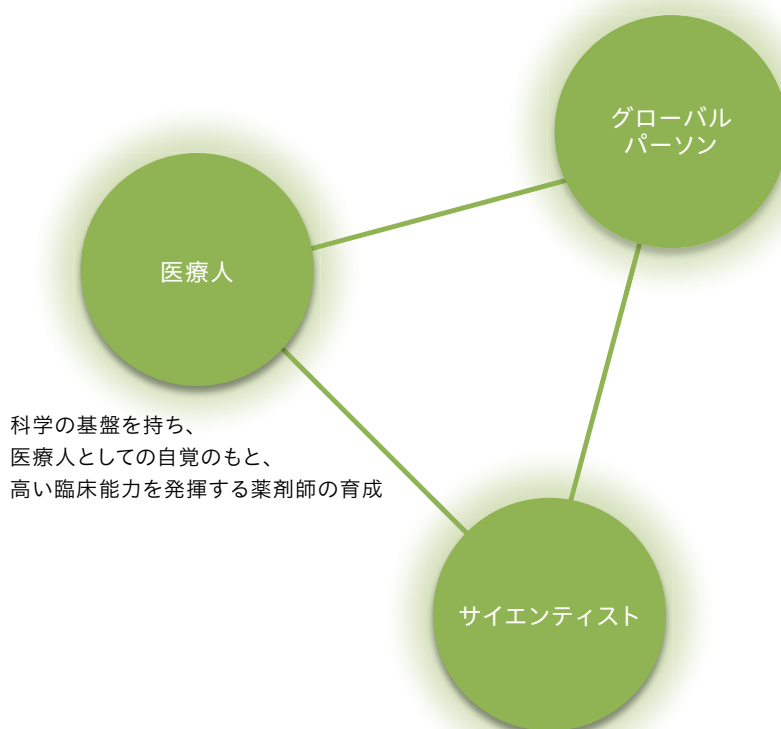 グローバル
パーソン
医療人
科学の基盤を持ち、
医療人としての自覚のもと、
高い臨床能力を発揮する薬剤師の育成
サイエンティスト